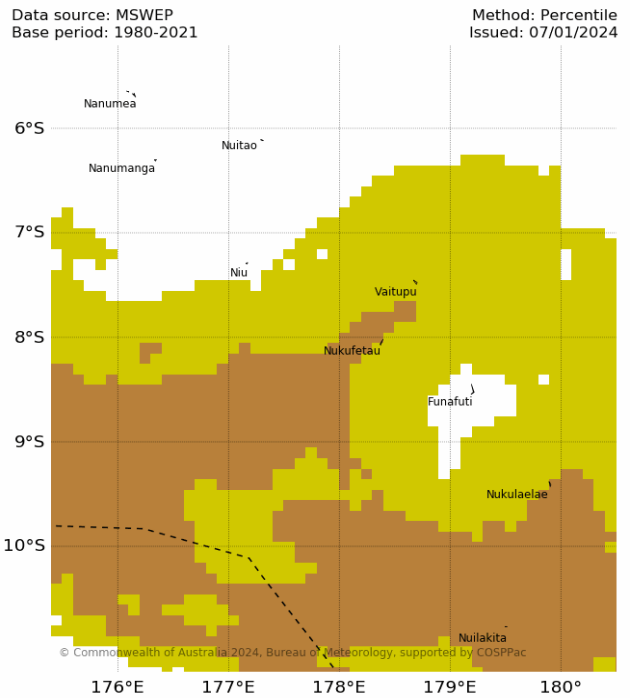 Data source: MSWEP
Base period: 1980-2021
Method: Percentile
Issued: 07/01/2024
Nanumea
6°S
Nuitao
Nanumanga
7°S
Niu
Vaitupu
8°S
Nukufetau
Funafuti
9°S
Nukulaelae
10°S
Nuilakita
© Commonwealth of Australia 2024, Bureau of Meteorology, supported by COSPPac
176°E
177°E
178°E
179°E
180°